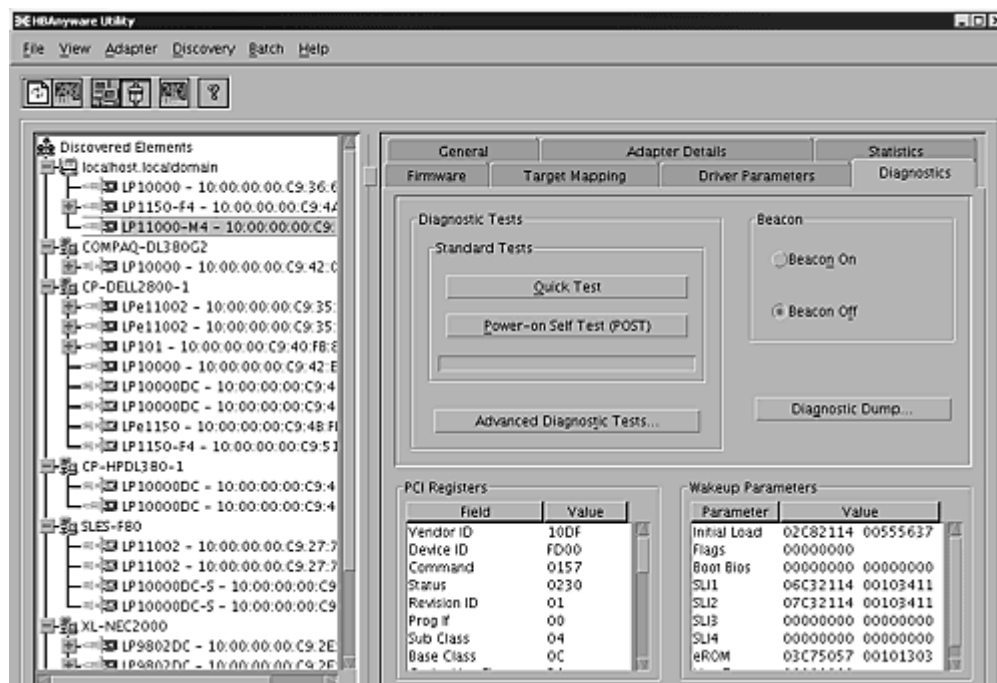 HBAnyware Utility
File View Adapter Discovery Batch Help
Discovered Elements
localhost.localdomain
LP10000 - 10:00:00:00:C9:36:6
LP1150-F4 - 10:00:00:00:C9:4A
LP11000-M4 - 10:00:00:00:C9:
COMPAQ-DL380G2
LP10000 - 10:00:00:00:C9:42:0
CP-DELL2800-1
LPe11002 - 10:00:00:00:C9:35:
LPe11002 - 10:00:00:00:C9:35:
LP101 - 10:00:00:00:C9:40:FB:8
LP10000 - 10:00:00:00:C9:42:E
LP10000DC - 10:00:00:00:C9:4
LP10000DC - 10:00:00:00:C9:4
LPe1150 - 10:00:00:00:C9:4B:F
LP1150-F4 - 10:00:00:00:C9:51
CP-HPDL380-1
LP10000DC - 10:00:00:00:C9:4
LP10000DC - 10:00:00:00:C9:4
SLES-F80
LP11002 - 10:00:00:00:C9:27:7
LP11002 - 10:00:00:00:C9:27:7
LP10000DC-S - 10:00:00:00:C9
LP10000DC-S - 10:00:00:00:C9
XL-NEC2000
LP9802DC - 10:00:00:00:C9:2E
LP9802DC - 10:00:00:00:C9:2F
General Adapter Details Statistics
Firmware Target Mapping Driver Parameters Diagnostics
Diagnostic Tests
Standard Tests
Quick Test
Power-on Self Test (POST)
Advanced Diagnostic Tests...
Beacon
Beacon On
Beacon Off
Diagnostic Dump...
PCI Registers
Field Value
Vendor ID 10DF
Device ID FD00
Command 0157
Status 0230
Revision ID 01
Prog If 00
Sub Class 04
Base Class 0C
Wakeup Parameters
Parameter Value
Initial Load 02C82114 00555637
Flags 00000000
Boot Bios 00000000 00000000
SLI1 06C32114 00103411
SLI2 07C32114 00103411
SLI3 00000000 00000000
SLI4 00000000 00000000
eROM 03C75057 00101303